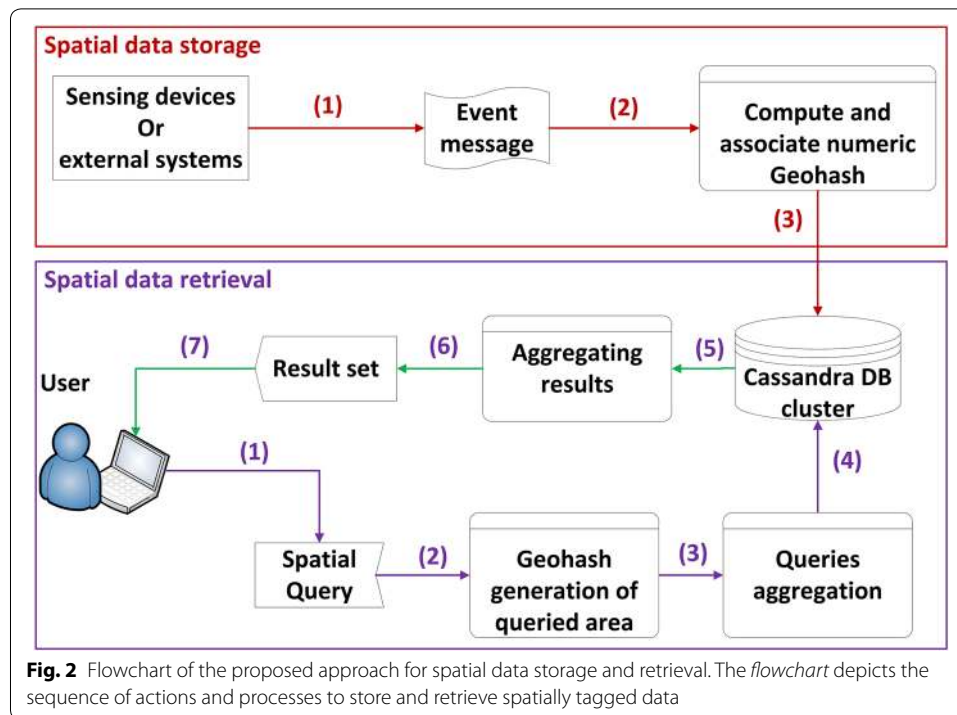 Spatial data storage
Sensing devices
Or
external systems
(1)
Event
message
(2)
Compute and
associate numeric
Geohash
(3)
Spatial data retrieval
User
(7)
Result set
(6)
Aggregating
results
(5)
Cassandra DB
cluster
(1)
(4)
Spatial
Query
(2)
Geohash
generation of
queried area
(3)
Queries
aggregation
Fig. 2 Flowchart of the proposed approach for spatial data storage and retrieval. The flowchart depicts the
sequence of actions and processes to store and retrieve spatially tagged data